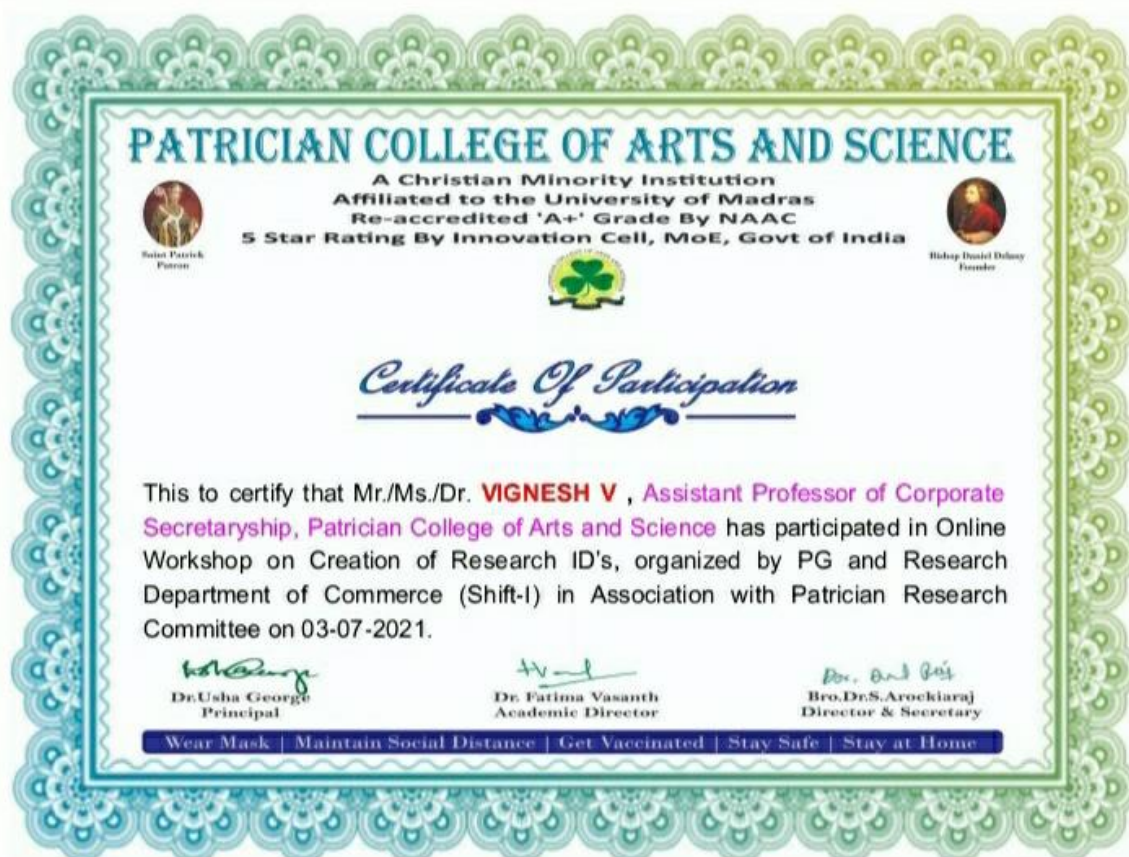 PATRICIAN COLLEGE OF ARTS AND SCIENCE
A Christian Minority Institution
Affiliated to the University of Madras
Re-accredited 'A+' Grade By NAAC
5 Star Rating By Innovation Cell, MoE, Govt of India
Saint Patrick
Patron
Bishop Daniel Delany
Founder
Certificate Of Participation
This to certify that Mr./Ms./Dr. VIGNESH V , Assistant Professor of Corporate
Secretaryship, Patrician College of Arts and Science has participated in Online
Workshop on Creation of Research ID's, organized by PG and Research
Department of Commerce (Shift-I) in Association with Patrician Research
Committee on 03-07-2021.
Dr.Usha George
Principal
Dr. Fatima Vasanth
Academic Director
Bro.Dr.S.Arockiaraj
Director & Secretary
Wear Mask | Maintain Social Distance | Get Vaccinated | Stay Safe | Stay at Home